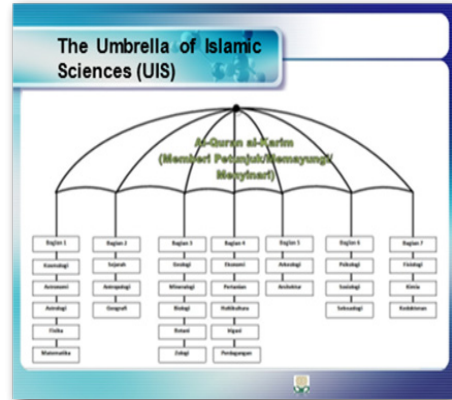 The Umbrella of Islamic
Sciences (UIS)
Al-Quran al-Karim
(Memberi Petunjuk/Memayungi/
Menyinari)
Bagian 1
Bagian 2
Bagian 3
Bagian 4
Bagian 5
Bagian 6
Bagian 7
Kosmologi
Sejarah
Geologi
Ekonomi
Arkeologi
Psikologi
Fisiologi
Astronomi
Antropologi
Mineralogi
Pertanian
Arsitektur
Sosiologi
Kimia
Astrologi
Geografi
Biologi
Holtikultura
Seksualogi
Kedokteran
Fisika
Botani
Irigasi
Matematika
Zologi
Perdagangan